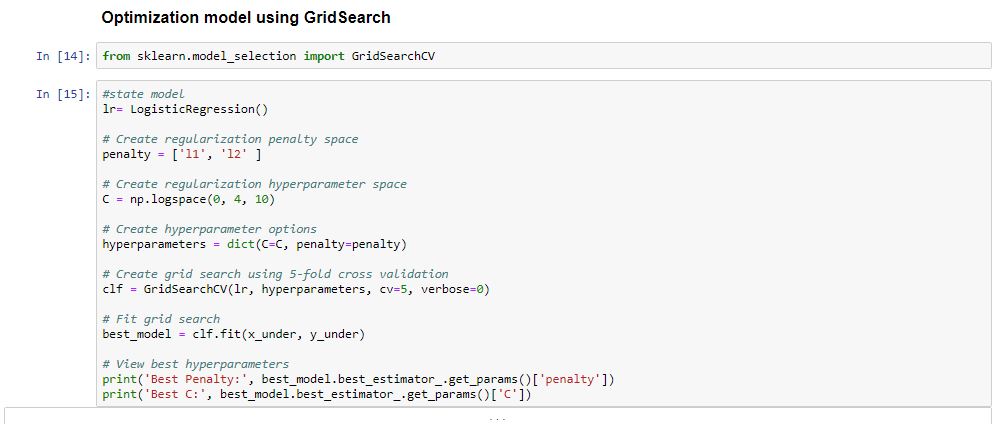 Optimization model using GridSearch
In [14]: from sklearn.model_selection import GridSearchCV
In [15]: #state model
lr= LogisticRegression()
# Create regularization penalty space
penalty = ['l1', 'l2' ]
# Create regularization hyperparameter space
C = np.logspace(0, 4, 10)
# Create hyperparameter options
hyperparameters = dict(C=C, penalty=penalty)
# Create grid search using 5-fold cross validation
clf = GridSearchCV(lr, hyperparameters, cv=5, verbose=0)
# Fit grid search
best_model = clf.fit(x_under, y_under)
# View best hyperparameters
print('Best Penalty:', best_model.best_estimator_.get_params()['penalty'])
print('Best C:', best_model.best_estimator_.get_params()['C'])
...